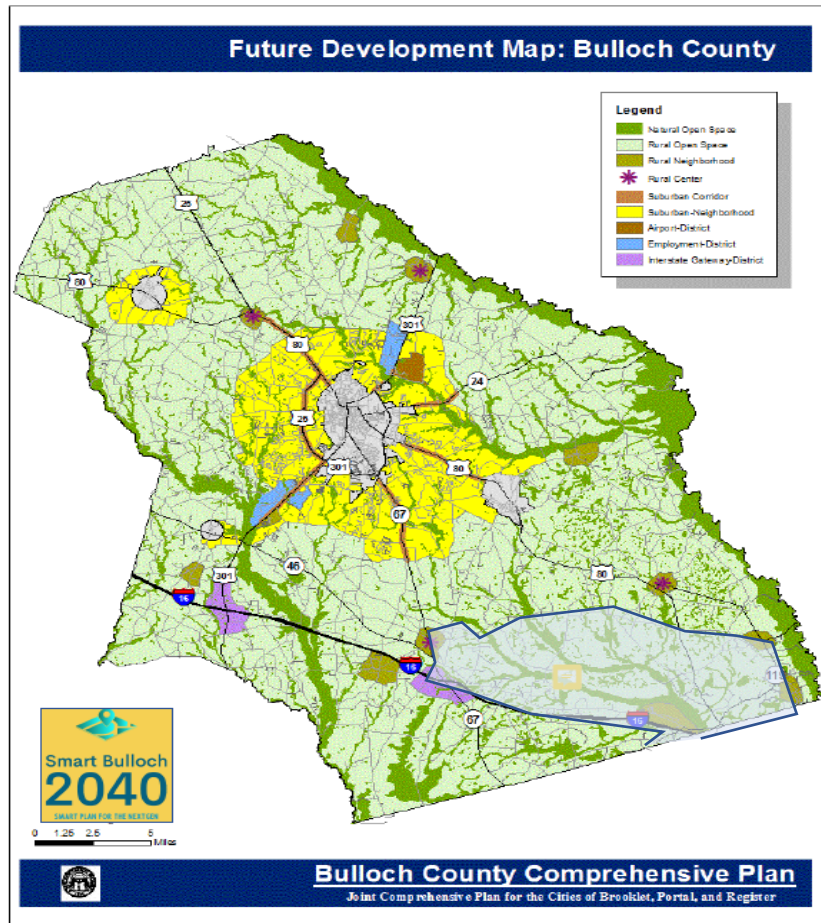 Future Development Map: Bulloch County
Legend
Natural Open Space
Rural Open Space
Rural Neighborhood
Rural Center
Suburban Corridor
Suburban-Neighborhood
Airport-District
Employment-District
Interstate Gateway-District
25
80
301
80
24
25
301
80
67
46
80
301
16
16
67
16
Smart Bulloch
2040
SMART PLAN FOR THE NEXTGEN
0 1.25 2.5 5
Miles
Bulloch County Comprehensive Plan
Joint Comprehensive Plan for the Cities of Brooklet, Portal, and Register